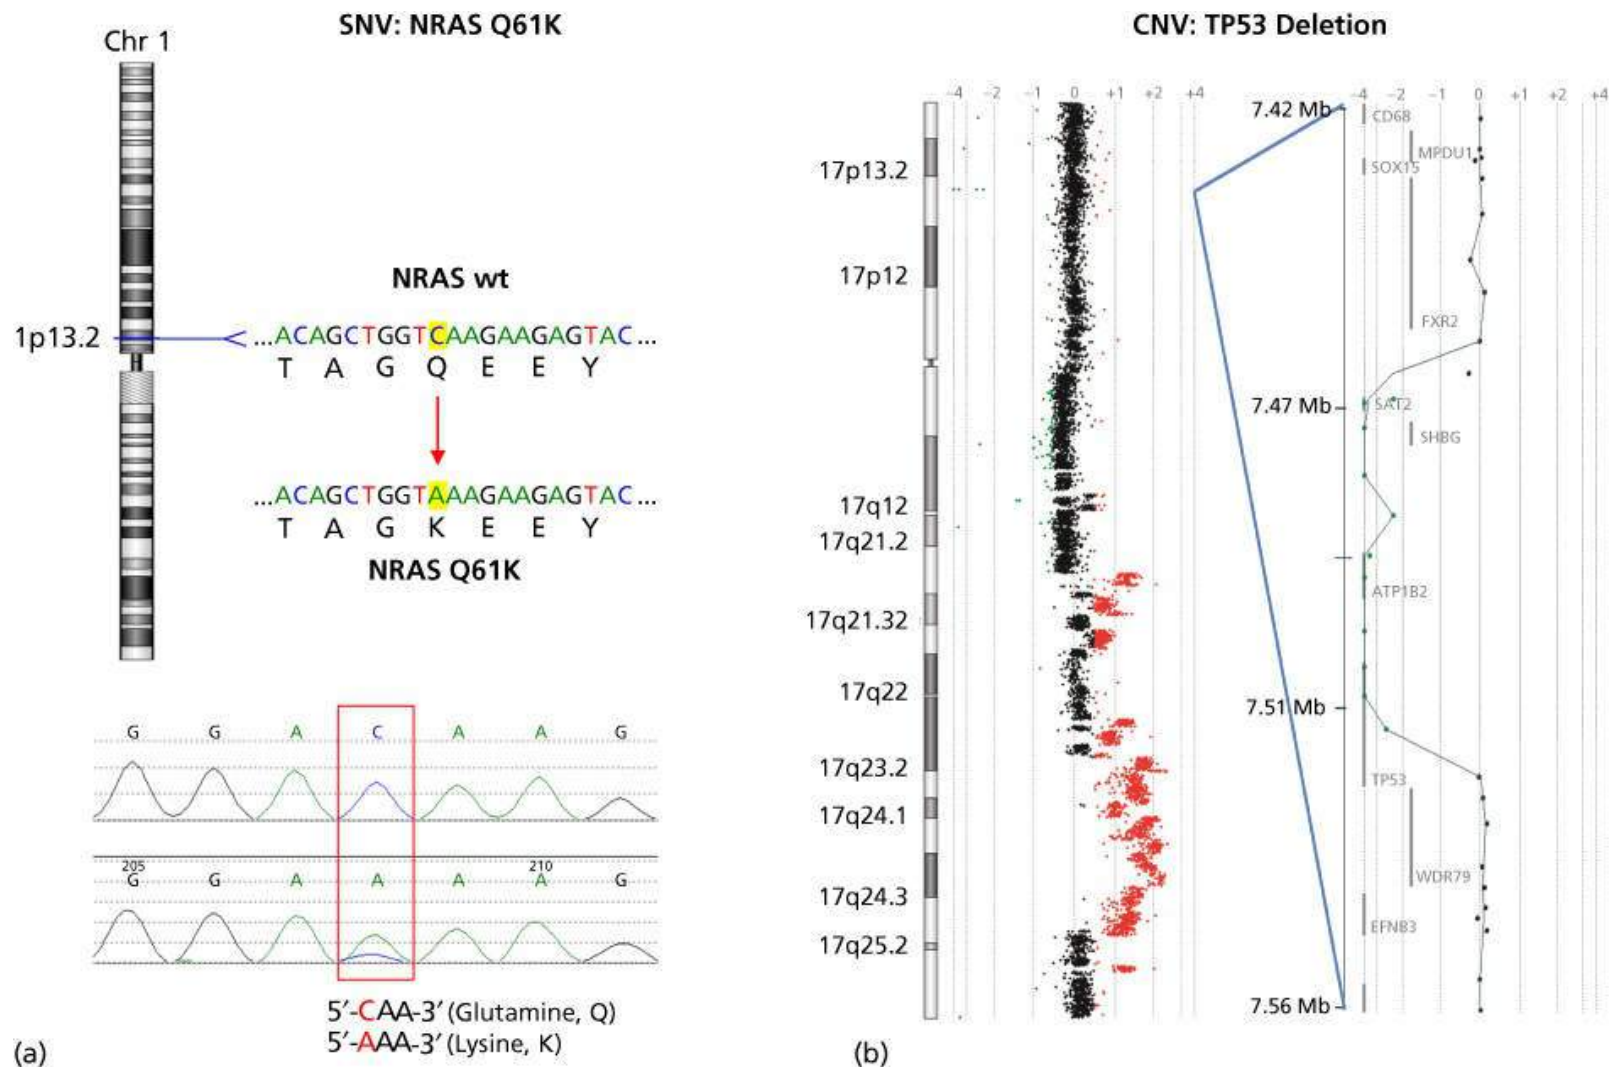 SNV: NRAS Q61K
Chr 1
NRAS wt
1p13.2
...ACAGCTGGTCAAGAAGAGTAC...
T A G Q E E Y
...ACAGCTGGTAAAGAAGAGTAC...
T A G K E E Y
NRAS Q61K
G G A C A A G
205 210
G G A A A A G
5′-CAA-3′ (Glutamine, Q)
5′-AAA-3′ (Lysine, K)
(a)
CNV: TP53 Deletion
-4 -2 -1 0 +1 +2 +4
17p13.2
17p12
17q12
17q21.2
17q21.32
17q22
17q23.2
17q24.1
17q24.3
17q25.2
-4 -2 -1 0 +1 +2 +4
7.42 Mb
CD68
MPDU1
SOX15
FXR2
7.47 Mb
SAT2
SHBG
ATP1B2
7.51 Mb
TP53
WDR79
EFNB3
7.56 Mb
(b)